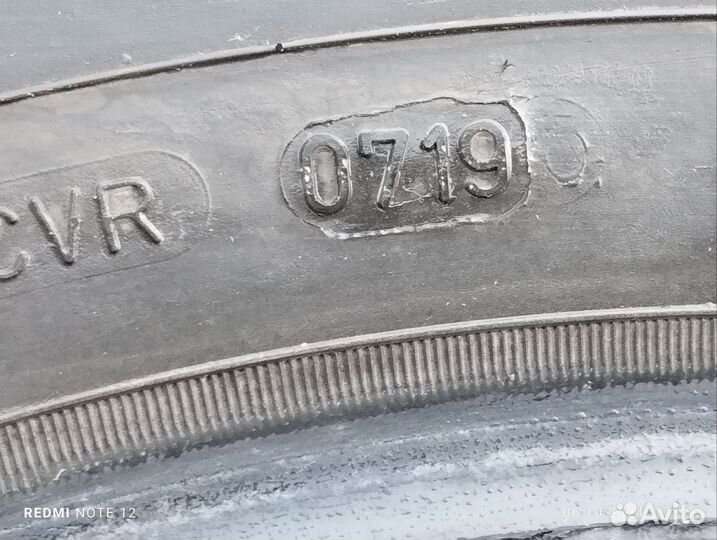 CVR 0719
REDMI NOTE 12
Avito